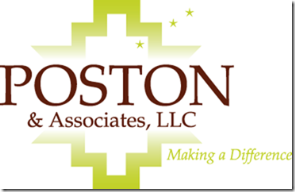 POSTON
& Associates, LLC
Making a Difference